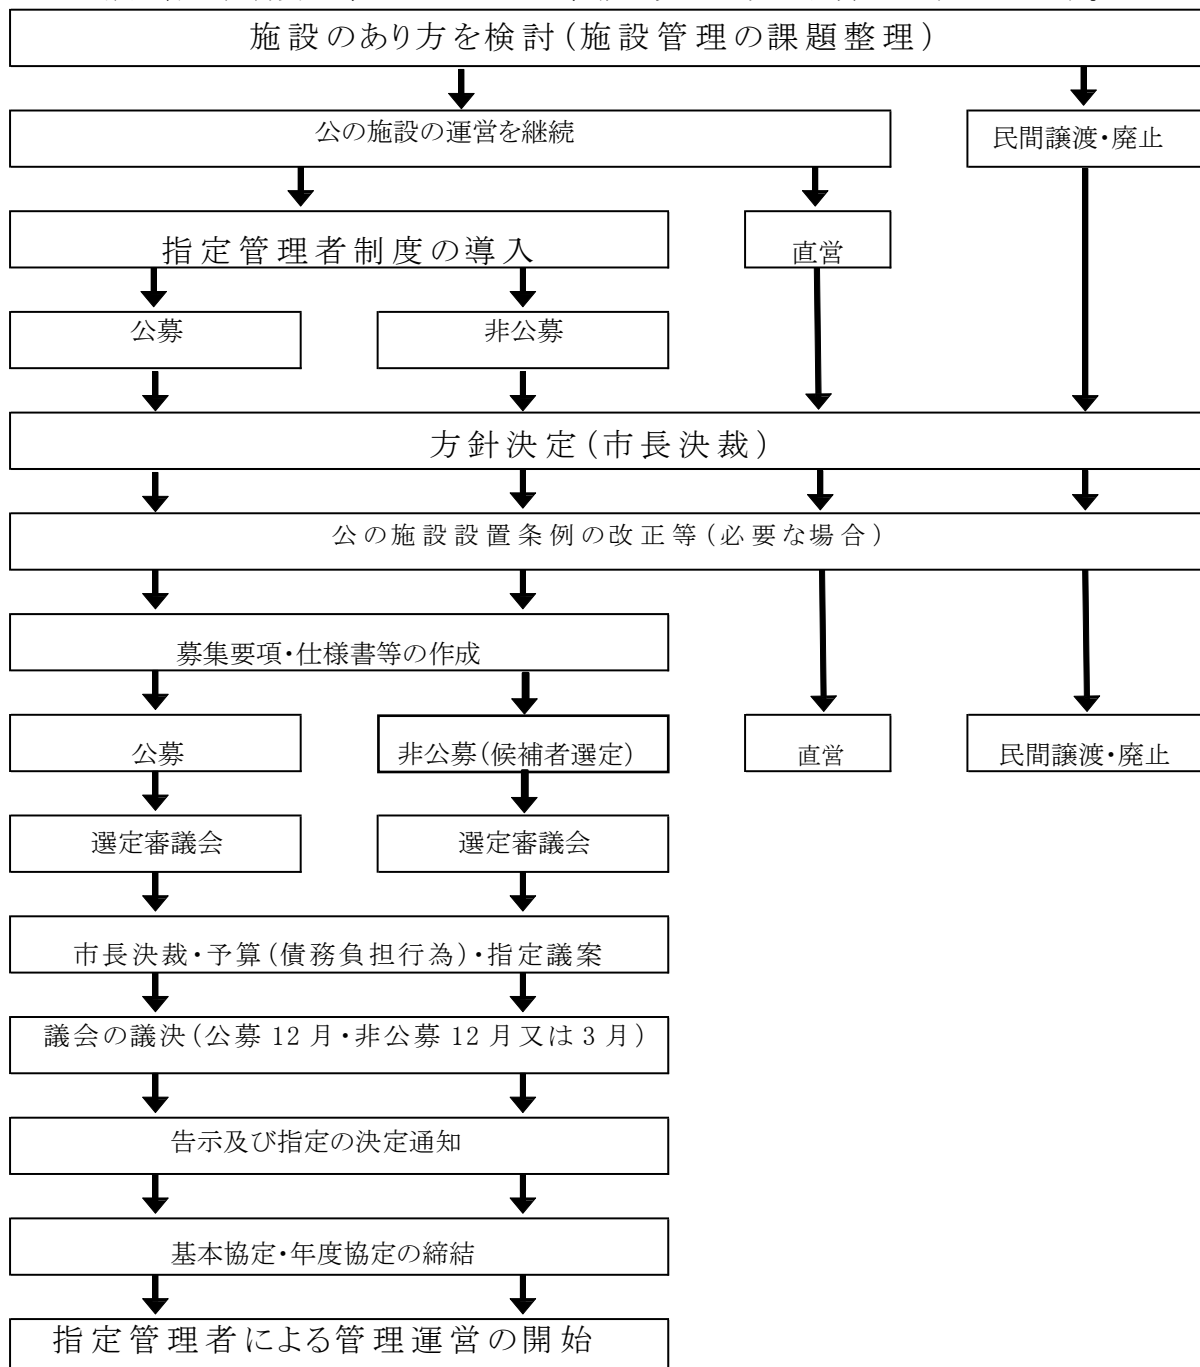 施設のあり方を検討(施設管理の課題整理)
公の施設の運営を継続
民間譲渡・廃止
指定管理者制度の導入
直営
公募
非公募
方針決定(市長決裁)
公の施設設置条例の改正等(必要な場合)
募集要項・仕様書等の作成
公募
非公募(候補者選定)
直営
民間譲渡・廃止
選定審議会
選定審議会
市長決裁・予算(債務負担行為)・指定議案
議会の議決(公募 12 月・非公募 12 月又は 3 月)
告示及び指定の決定通知
基本協定・年度協定の締結
指定管理者による管理運営の開始